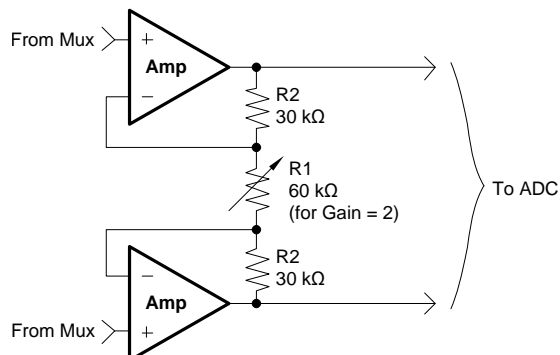 From Mux
+
Amp
−
R2
30 kΩ
R1
60 kΩ
(for Gain = 2)
To ADC
R2
30 kΩ
−
Amp
From Mux
+